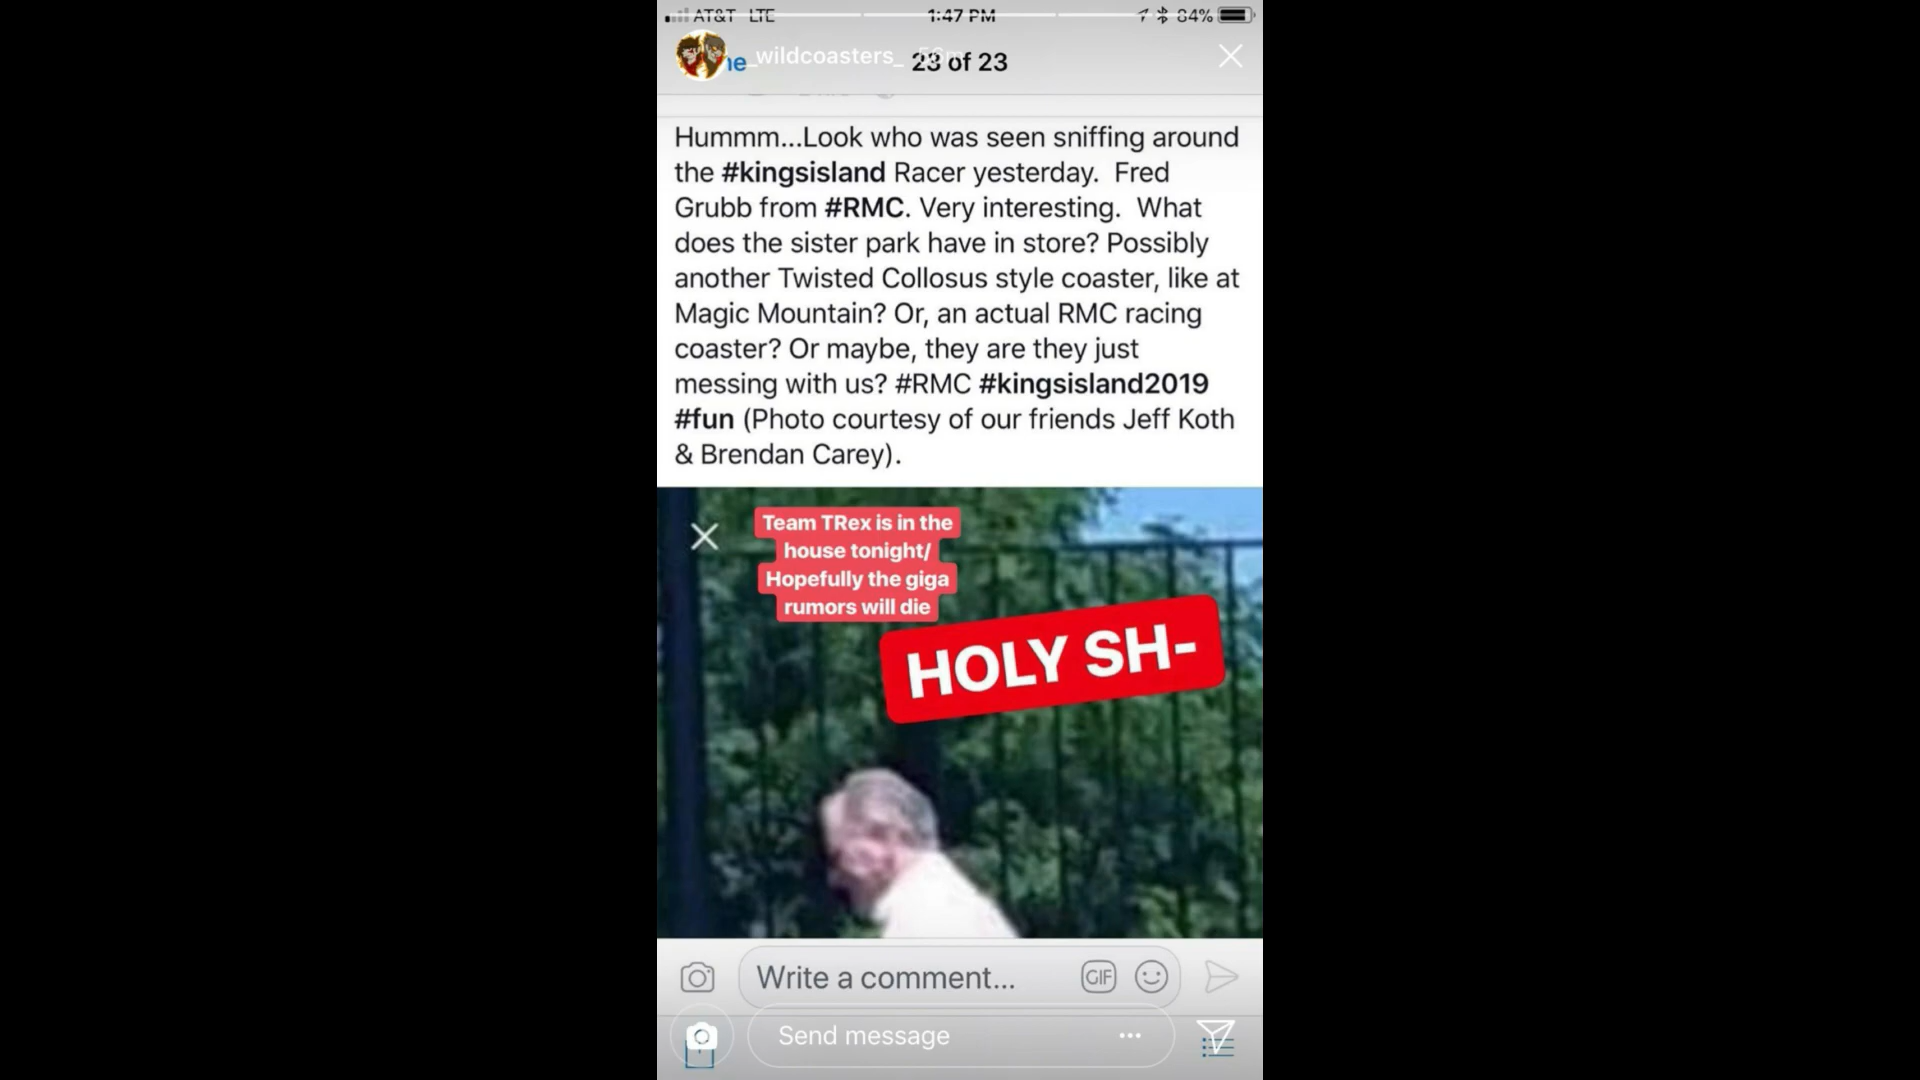 AT&T LTE 1:47 PM 84%
ne _wildcoasters_ 23 of 23
Hummm...Look who was seen sniffing around
the #kingsisland Racer yesterday. Fred
Grubb from #RMC. Very interesting. What
does the sister park have in store? Possibly
another Twisted Collosus style coaster, like at
Magic Mountain? Or, an actual RMC racing
coaster? Or maybe, they are they just
messing with us? #RMC #kingsisland2019
#fun (Photo courtesy of our friends Jeff Koth
& Brendan Carey).
Team TRex is in the
house tonight/
Hopefully the giga
rumors will die
HOLY SH-
Write a comment... GIF
Send message